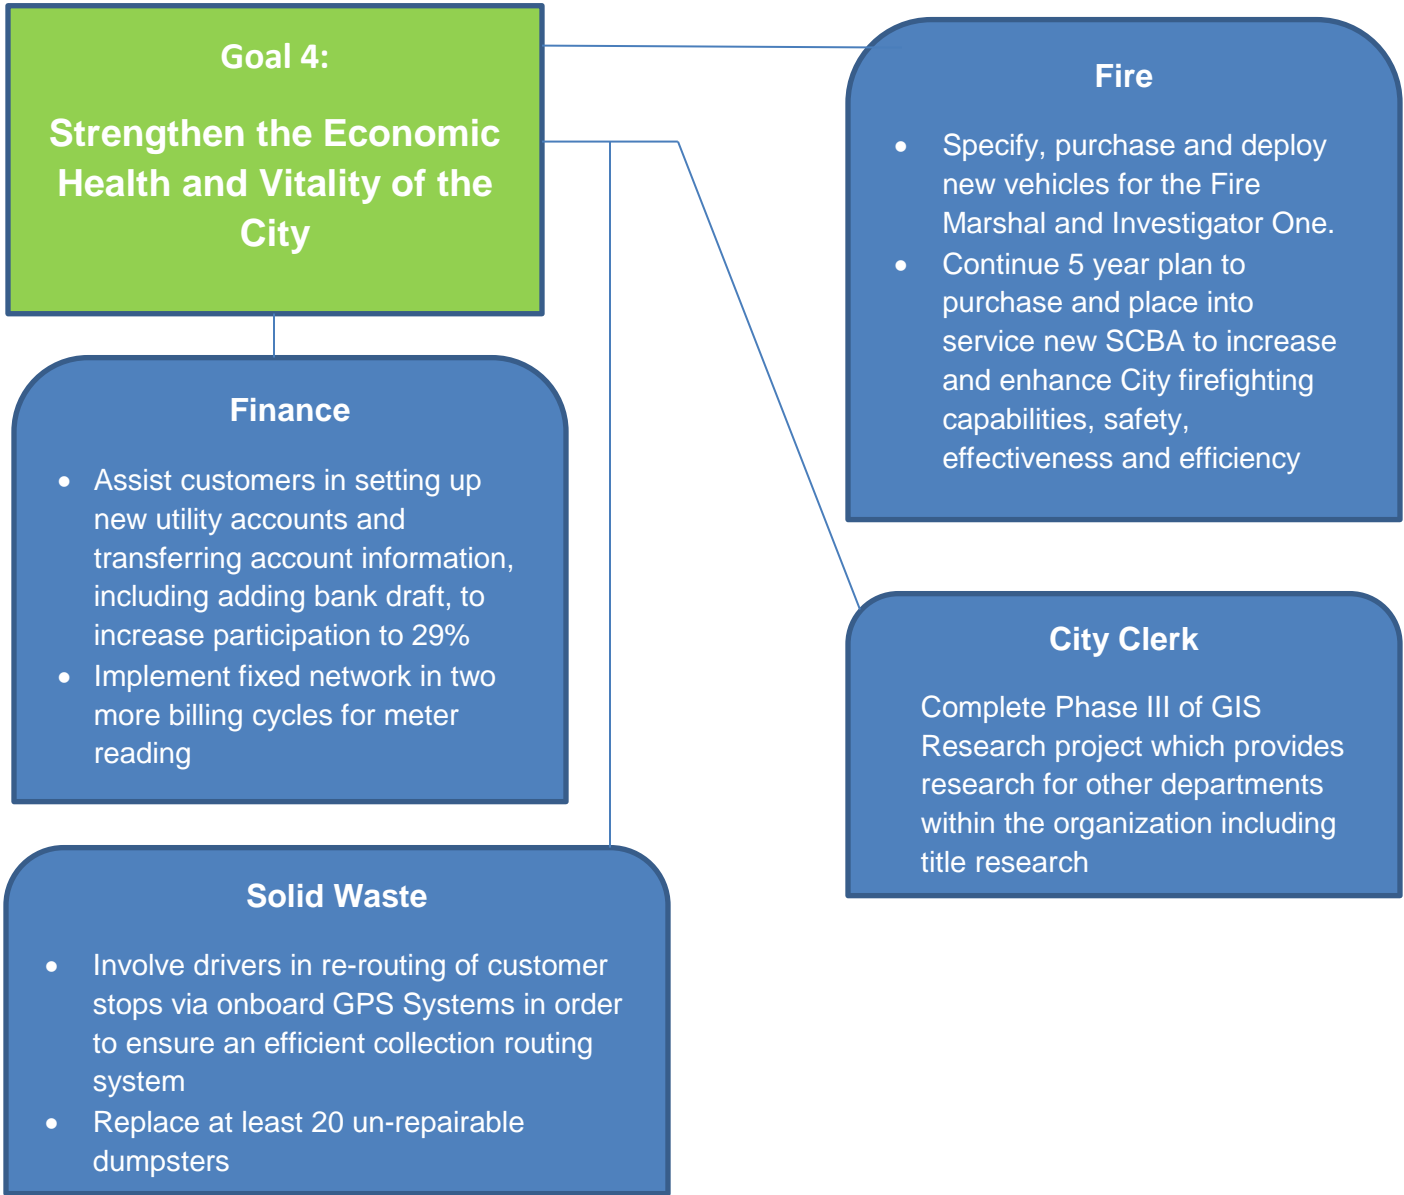 Goal 4:
Strengthen the Economic
Health and Vitality of the
City
Fire
• Specify, purchase and deploy
new vehicles for the Fire
Marshal and Investigator One.
• Continue 5 year plan to
purchase and place into
service new SCBA to increase
and enhance City firefighting
capabilities, safety,
effectiveness and efficiency
Finance
• Assist customers in setting up
new utility accounts and
transferring account information,
including adding bank draft, to
increase participation to 29%
• Implement fixed network in two
more billing cycles for meter
reading
City Clerk
Complete Phase III of GIS
Research project which provides
research for other departments
within the organization including
title research
Solid Waste
• Involve drivers in re-routing of customer
stops via onboard GPS Systems in order
to ensure an efficient collection routing
system
• Replace at least 20 un-repairable
dumpsters